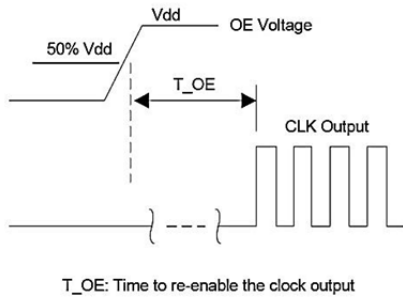 Vdd
OE Voltage
50% Vdd
T_OE
CLK Output
T_OE: Time to re-enable the clock output